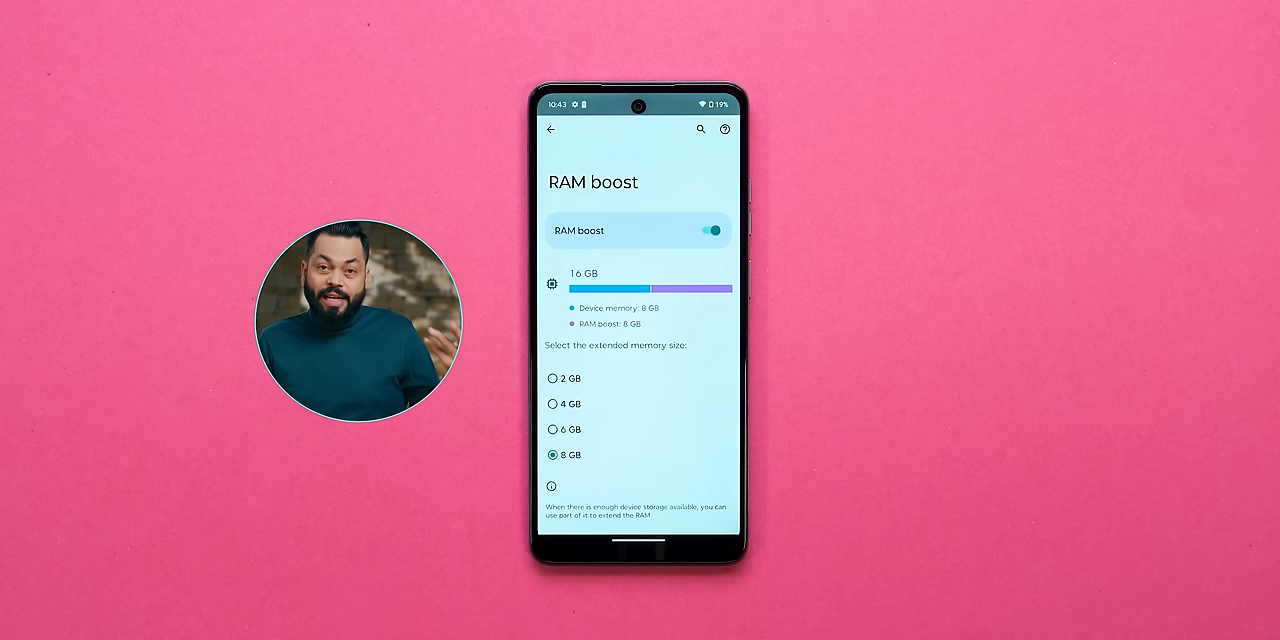 10:43
19%
RAM boost
RAM boost
16 GB
Device memory: 8 GB
RAM boost: 8 GB
Select the extended memory size:
2 GB
4 GB
6 GB
8 GB
When there is enough device storage available, you can
use part of it to extend the RAM